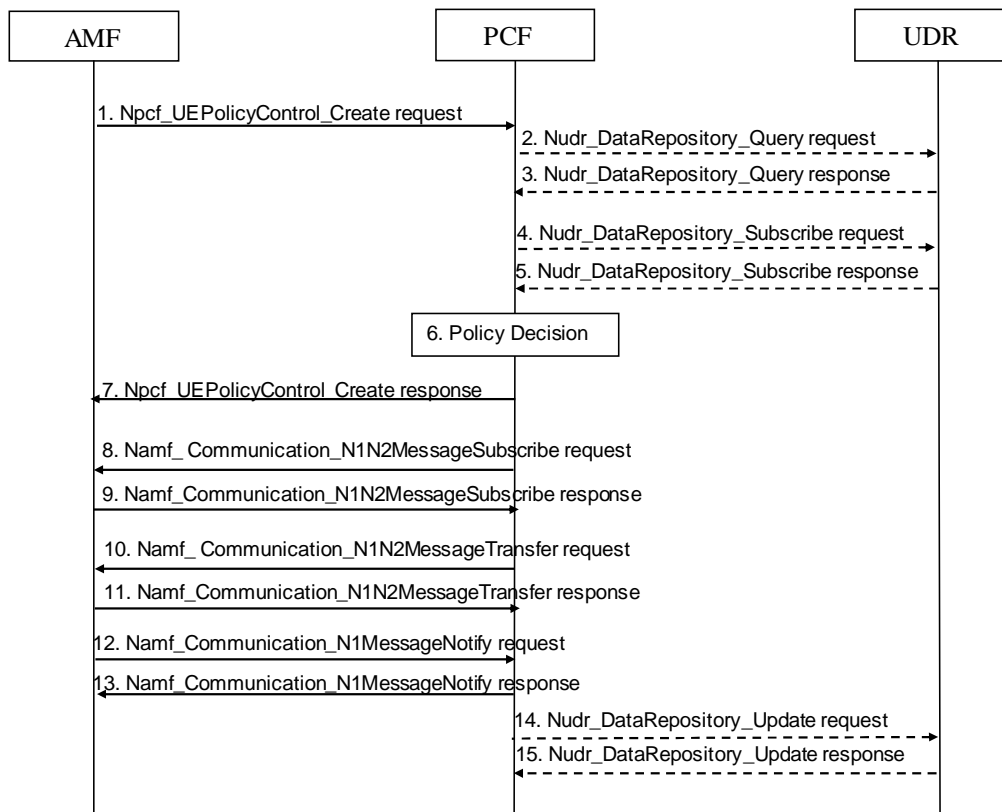 AMF
PCF
UDR
1. Npcf_UEPolicyControl_Create request
2. Nudr_DataRepository_Query request
3. Nudr_DataRepository_Query response
4. Nudr_DataRepository_Subscribe request
5. Nudr_DataRepository_Subscribe response
6. Policy Decision
7. Npcf_UEPolicyControl_Create response
8. Namf_ Communication_N1N2MessageSubscribe request
9. Namf_Communication_N1N2MessageSubscribe response
10. Namf_ Communication_N1N2MessageTransfer request
11. Namf_Communication_N1N2MessageTransfer response
12. Namf_Communication_N1MessageNotify request
13. Namf_Communication_N1MessageNotify response
14. Nudr_DataRepository_Update request
15. Nudr_DataRepository_Update response